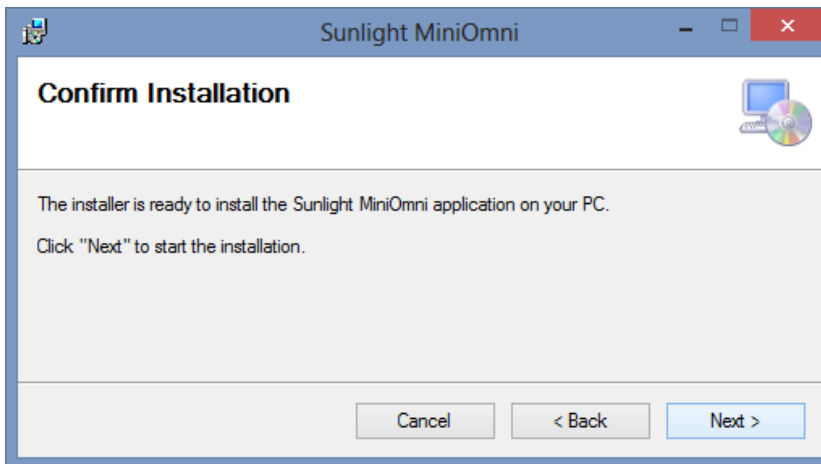 Sunlight MiniOmni
Confirm Installation
The installer is ready to install the Sunlight MiniOmni application on your PC.
Click "Next" to start the installation.
Cancel
< Back
Next >